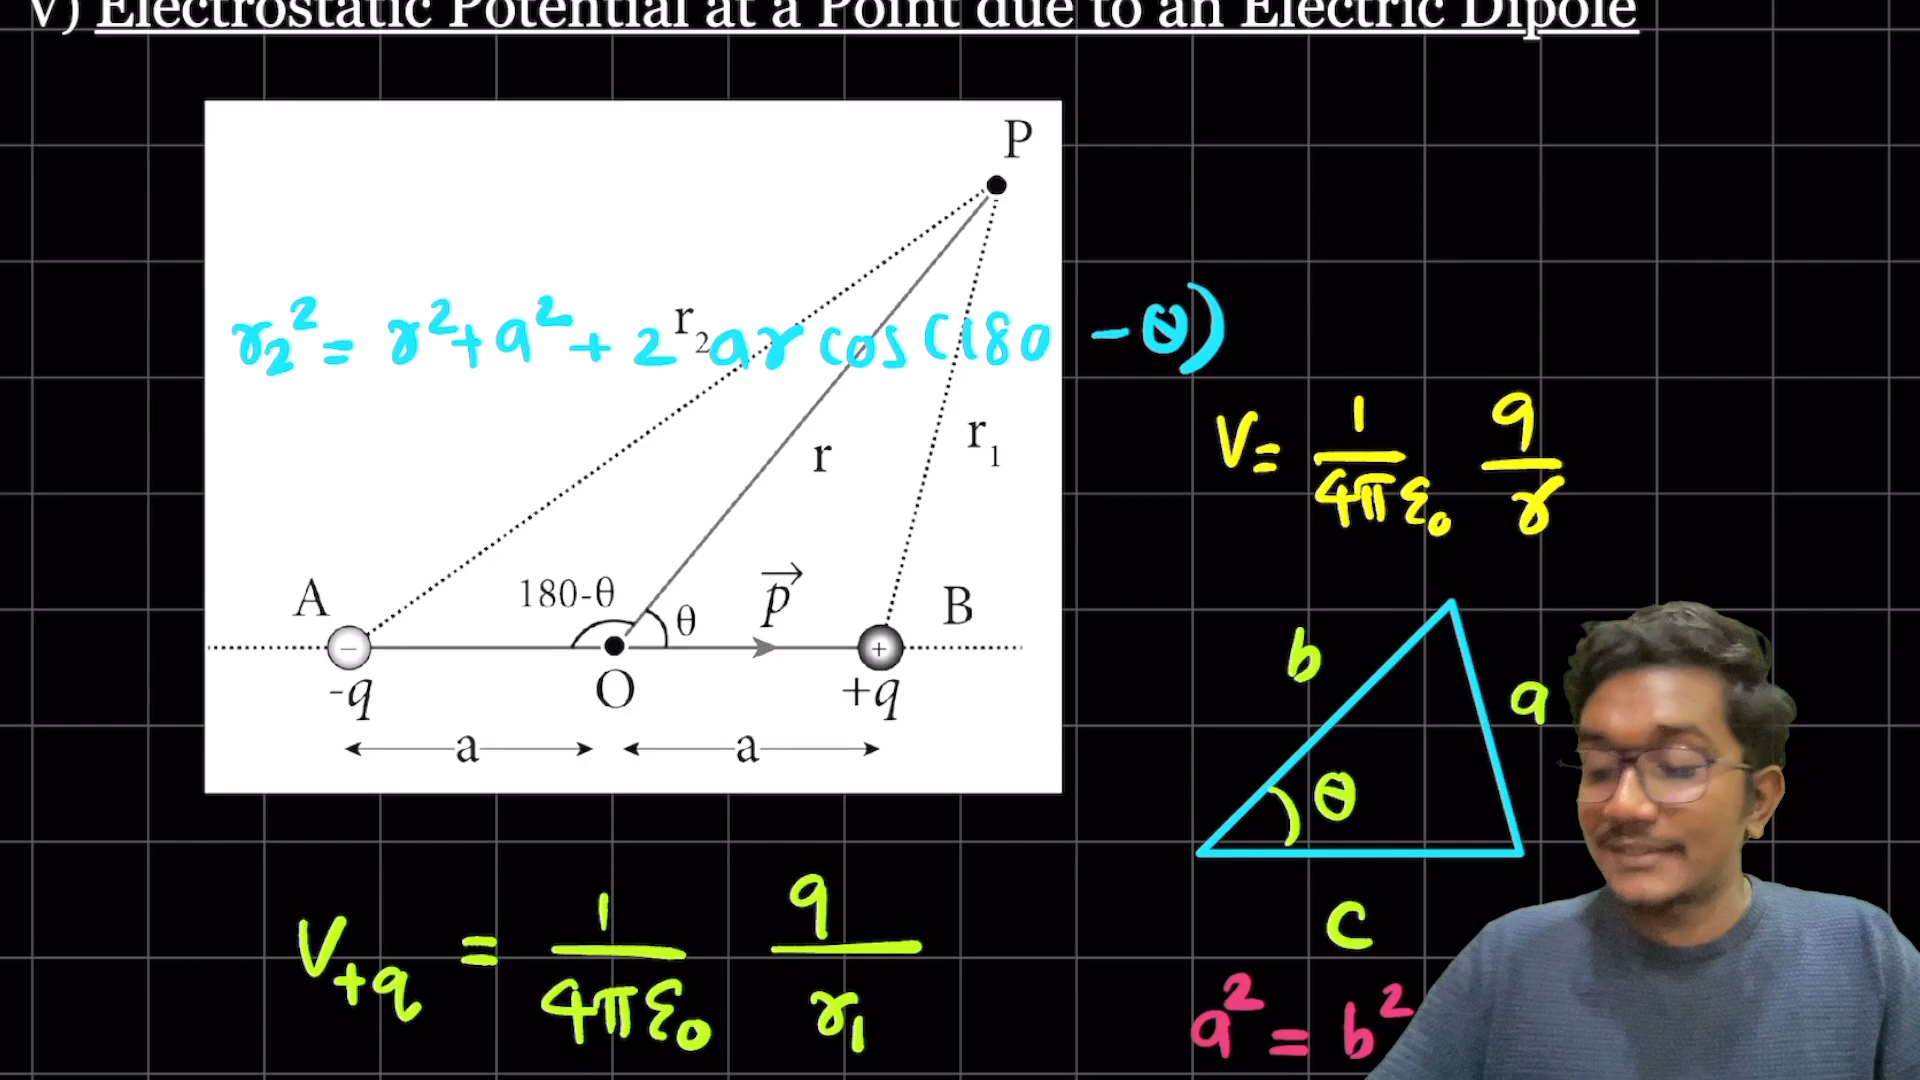 V) Electrostatic Potential at a Point due to an Electric Dipole
P
r₂² = r² + a² + 2ar cos(180 - θ)
r₂
r
r₁
V = 1/4πε₀ q/r
A
180-θ
θ
p⃗
B
-
+
-q
O
+q
a
a
b
a
θ
c
V₊q = 1/4πε₀ q/r₁
a² = b²